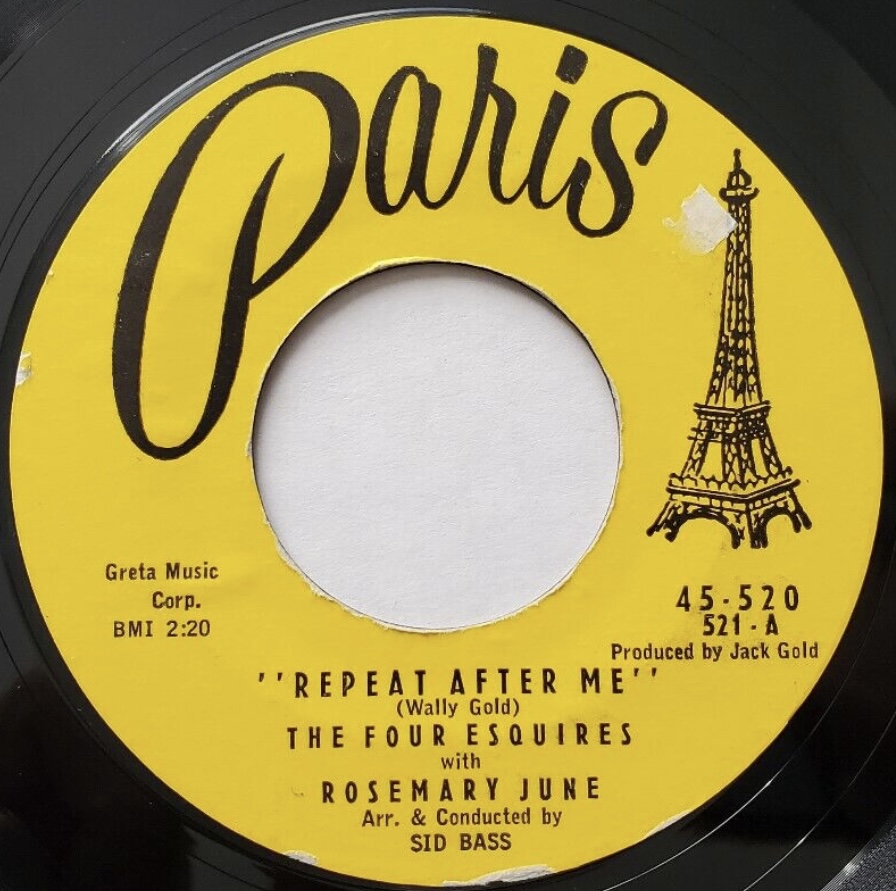 Paris
Greta Music
Corp.
BMI 2:20
45-520
521-A
Produced by Jack Gold
''REPEAT AFTER ME''
(Wally Gold)
THE FOUR ESQUIRES
with
ROSEMARY JUNE
Arr. & Conducted by
SID BASS